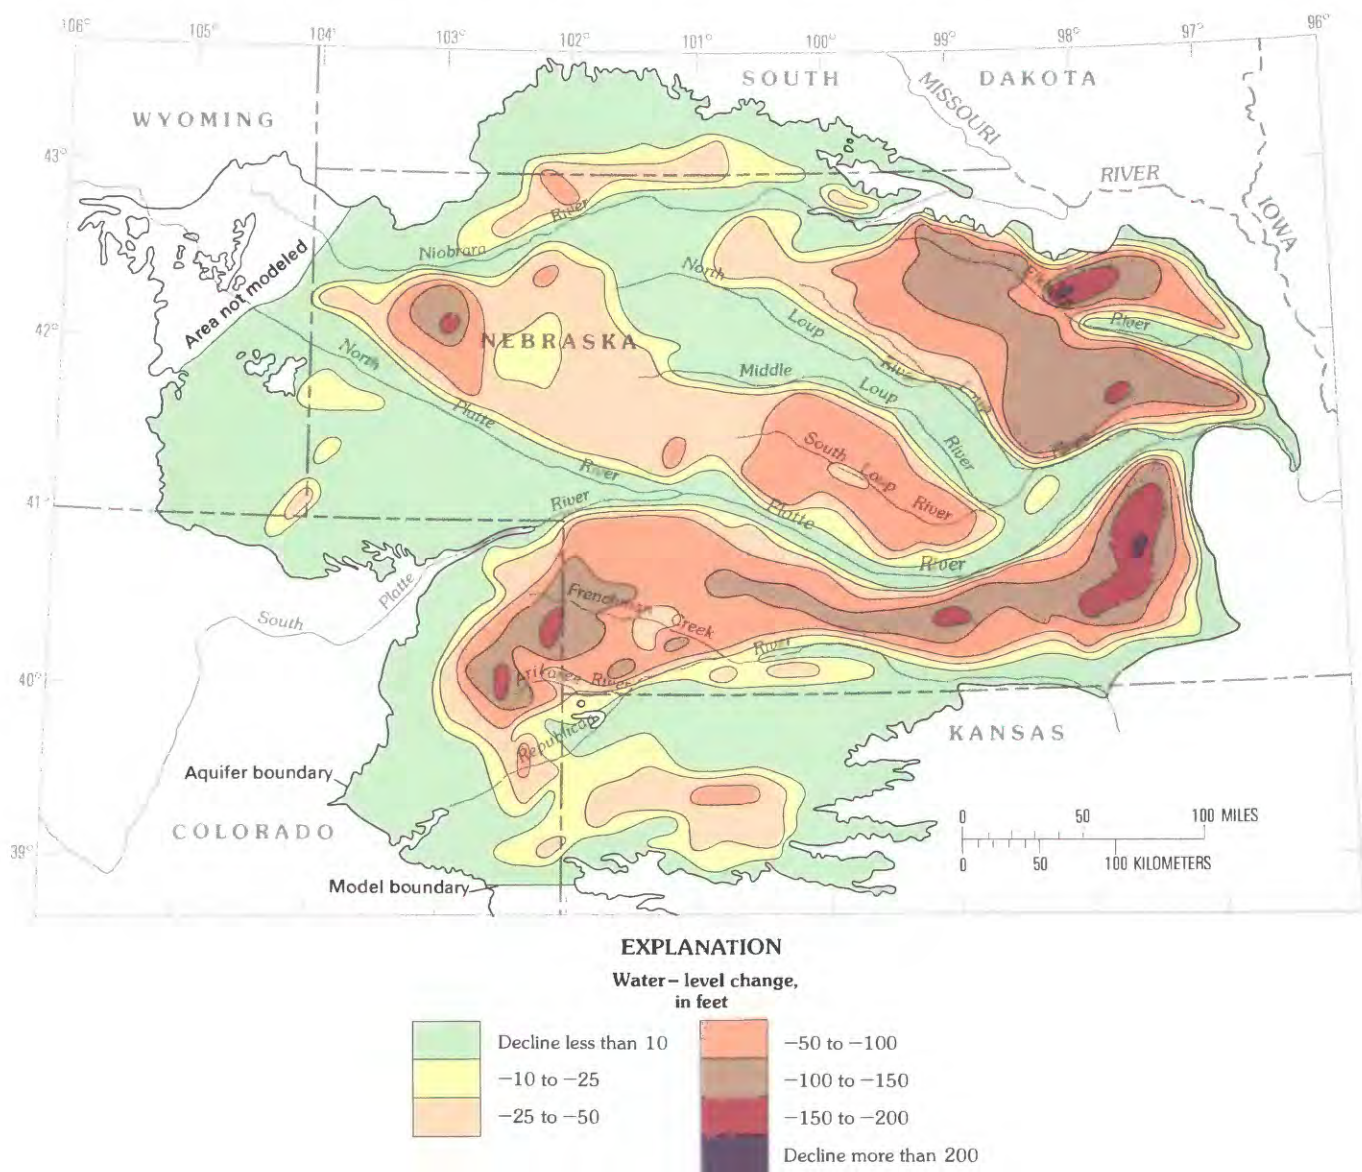 106° 105° 104° 103° 102° 101° 100° 99° 98° 97° 96°
SOUTH DAKOTA
WYOMING
MISSOURI
RIVER
IOWA
43°
River
Niobrara
Area not modeled
North
Loup
River
Loup
River
42°
NEBRASKA
North
Platte
River
Middle
Loup
River
South
Loup
River
41°
River
Platte
River
Platte
South
Frenchman
Creek
River
40°
Arikaree River
Republican
KANSAS
Aquifer boundary
COLORADO
0 50 100 MILES
0 50 100 KILOMETERS
39°
Model boundary
EXPLANATION
Water–level change,
in feet
Decline less than 10
−10 to −25
−25 to −50
−50 to −100
−100 to −150
−150 to −200
Decline more than 200